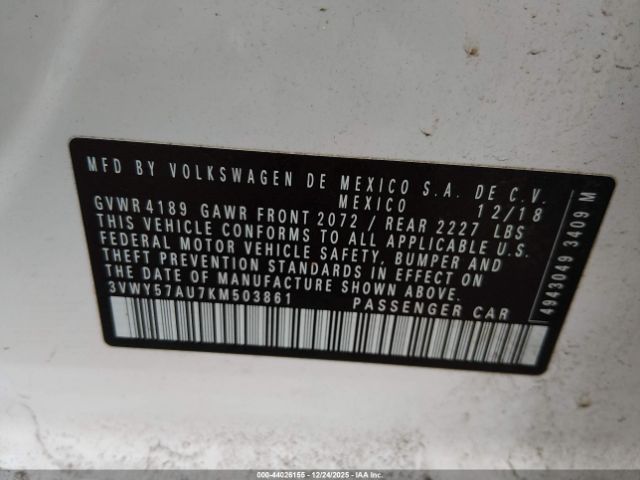 MFD BY VOLKSWAGEN DE MEXICO S.A. DE C.V.
MEXICO 12/18
GVWR 4189 GAWR FRONT 2072 / REAR 2227 LBS
THIS VEHICLE CONFORMS TO ALL APPLICABLE U.S.
FEDERAL MOTOR VEHICLE SAFETY, BUMPER AND
THEFT PREVENTION STANDARDS IN EFFECT ON
THE DATE OF MANUFACTURE SHOWN ABOVE.
3VWY57AU7KM503861 PASSENGER CAR
4943049 3409 M
000-44026155 - 12/24/2025 - IAA Inc.